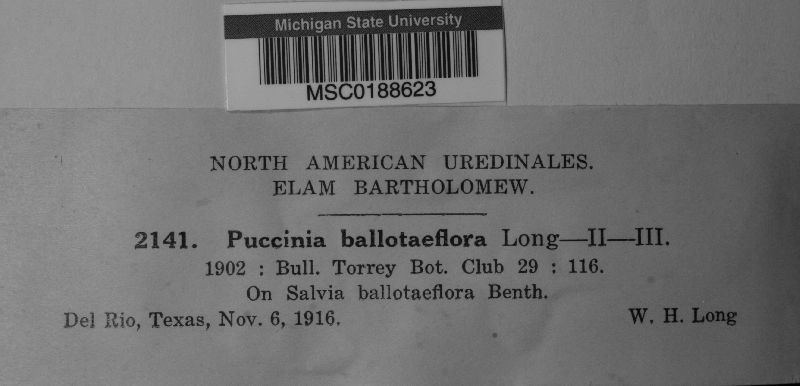 Michigan State University
MSC0188623
NORTH AMERICAN UREDINALES.
ELAM BARTHOLOMEW.
2141. Puccinia ballotaeflora Long—II—III.
1902 : Bull. Torrey Bot. Club 29 : 116.
On Salvia ballotaeflora Benth.
Del Rio, Texas, Nov. 6, 1916. W. H. Long